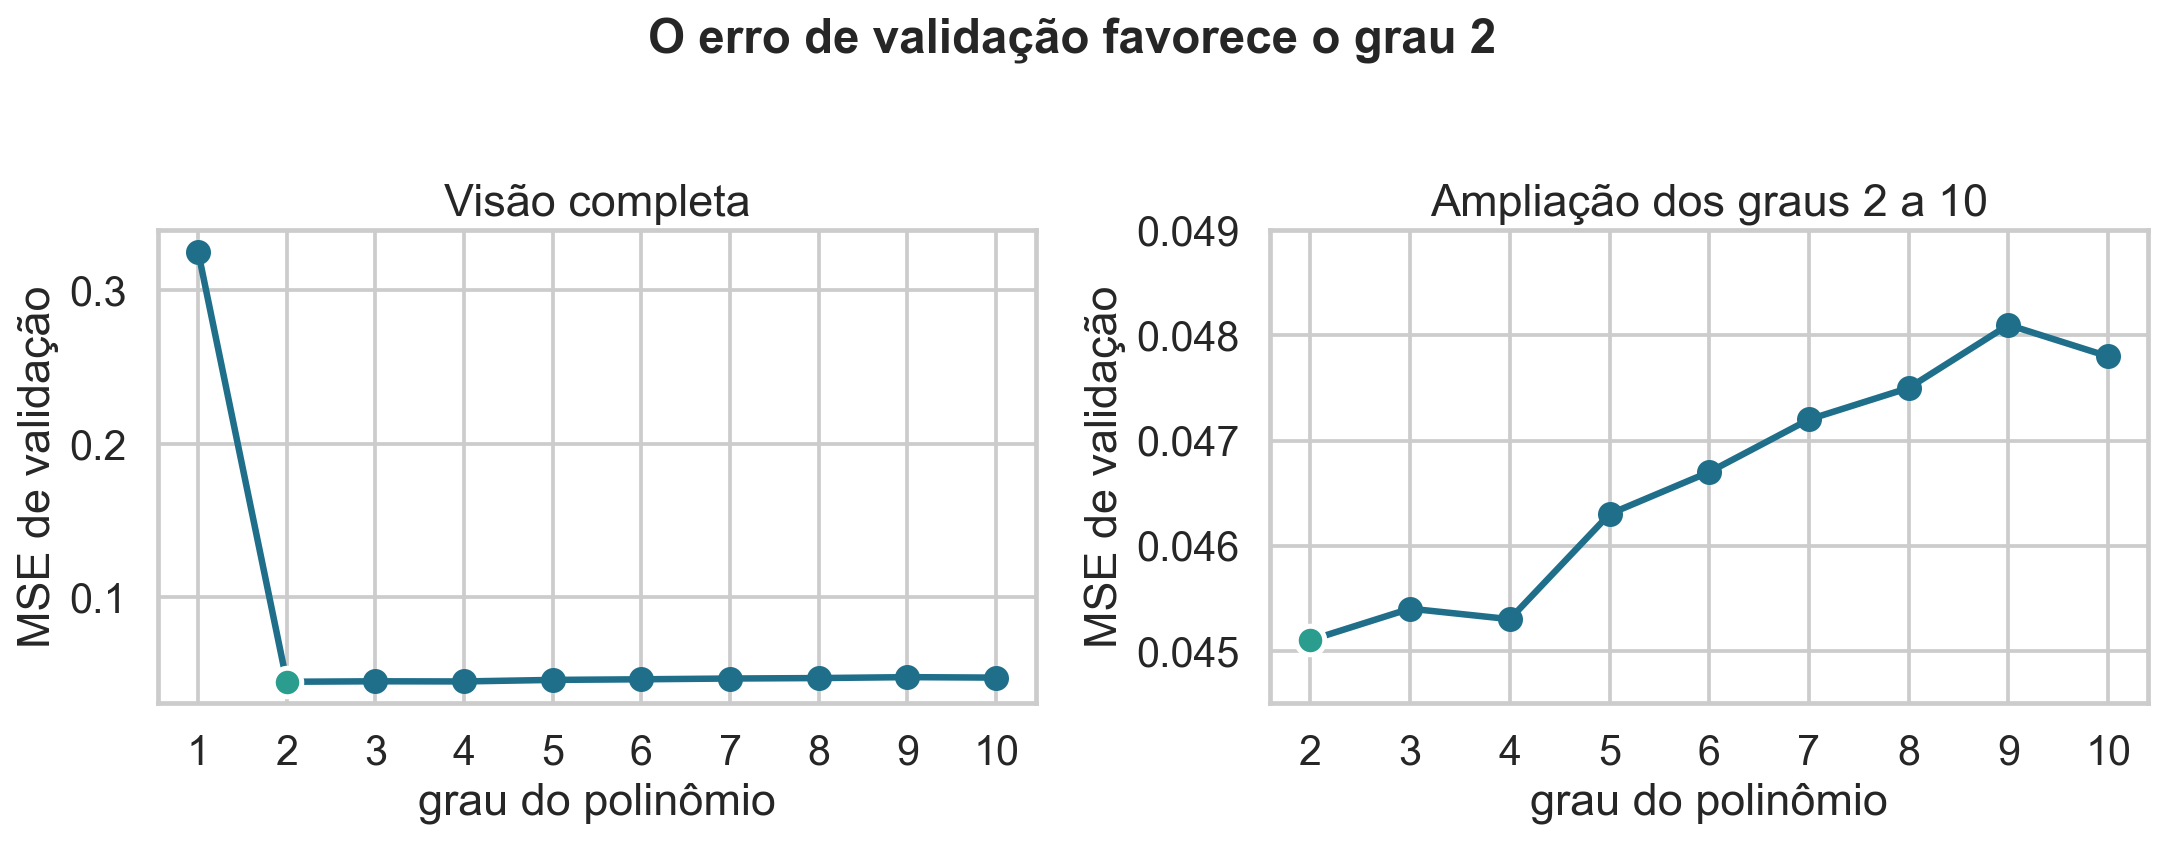 O erro de validação favorece o grau 2
Visão completa
MSE de validação
0.3
0.2
0.1
1 2 3 4 5 6 7 8 9 10
grau do polinômio
Ampliação dos graus 2 a 10
MSE de validação
0.049
0.048
0.047
0.046
0.045
2 3 4 5 6 7 8 9 10
grau do polinômio